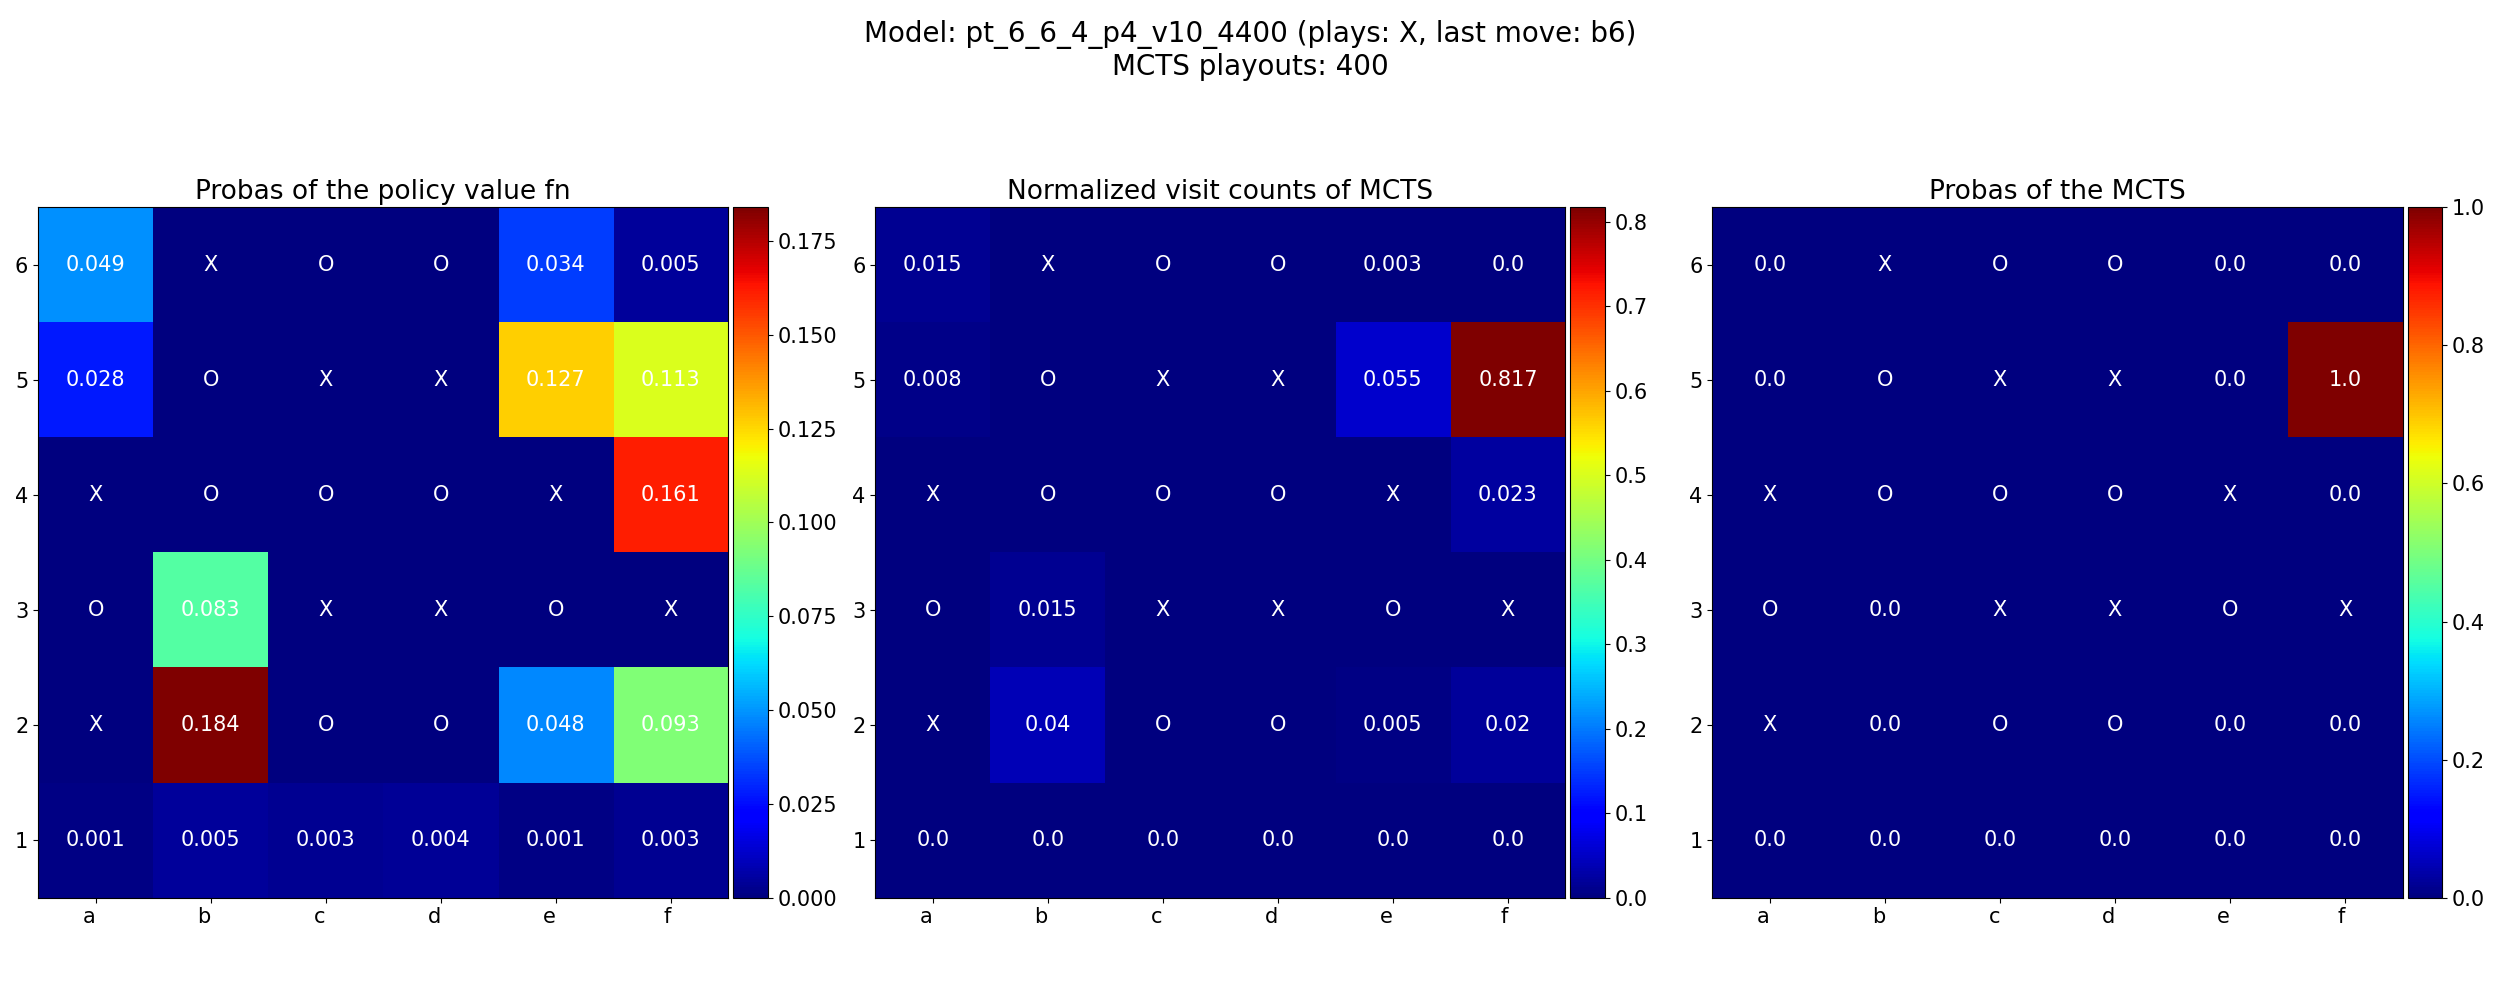 Model: pt_6_6_4_p4_v10_4400 (plays: X, last move: b6)
MCTS playouts: 400
Probas of the policy value fn
6 0.049 X O O 0.034 0.005
5 0.028 O X X 0.127 0.113
4 X O O O X 0.161
3 O 0.083 X X O X
2 X 0.184 O O 0.048 0.093
1 0.001 0.005 0.003 0.004 0.001 0.003
a b c d e f
0.175
0.150
0.125
0.100
0.075
0.050
0.025
0.000
Normalized visit counts of MCTS
6 0.015 X O O 0.003 0.0
5 0.008 O X X 0.055 0.817
4 X O O O X 0.023
3 O 0.015 X X O X
2 X 0.04 O O 0.005 0.02
1 0.0 0.0 0.0 0.0 0.0 0.0
a b c d e f
0.8
0.7
0.6
0.5
0.4
0.3
0.2
0.1
0.0
Probas of the MCTS
6 0.0 X O O 0.0 0.0
5 0.0 O X X 0.0 1.0
4 X O O O X 0.0
3 O 0.0 X X O X
2 X 0.0 O O 0.0 0.0
1 0.0 0.0 0.0 0.0 0.0 0.0
a b c d e f
1.0
0.8
0.6
0.4
0.2
0.0